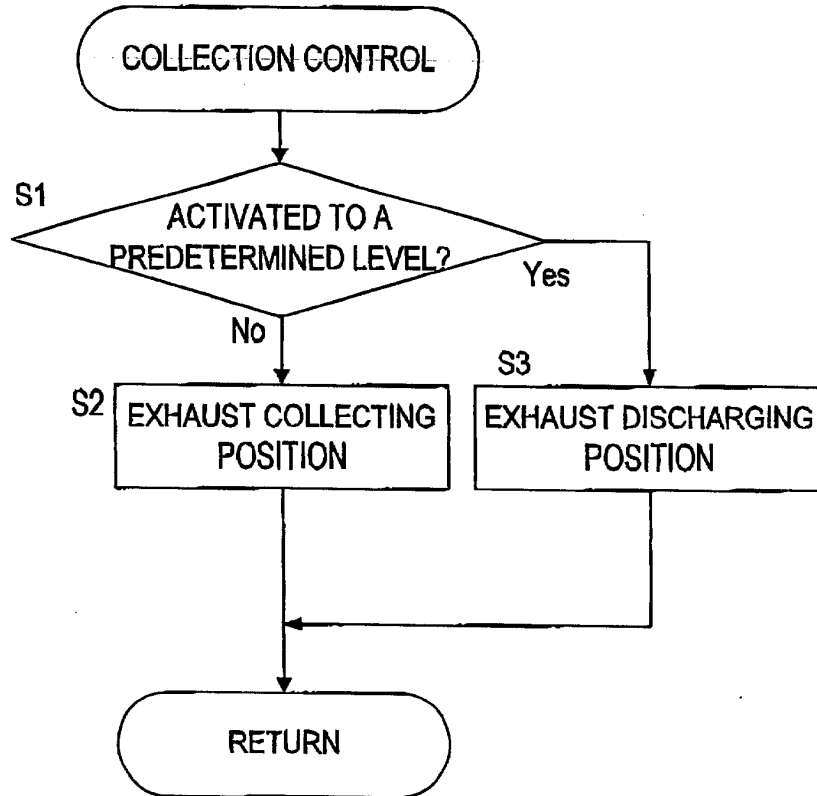 COLLECTION CONTROL
S1
ACTIVATED TO A
PREDETERMINED LEVEL?
Yes
No
S3
S2
EXHAUST COLLECTING
POSITION
EXHAUST DISCHARGING
POSITION
RETURN